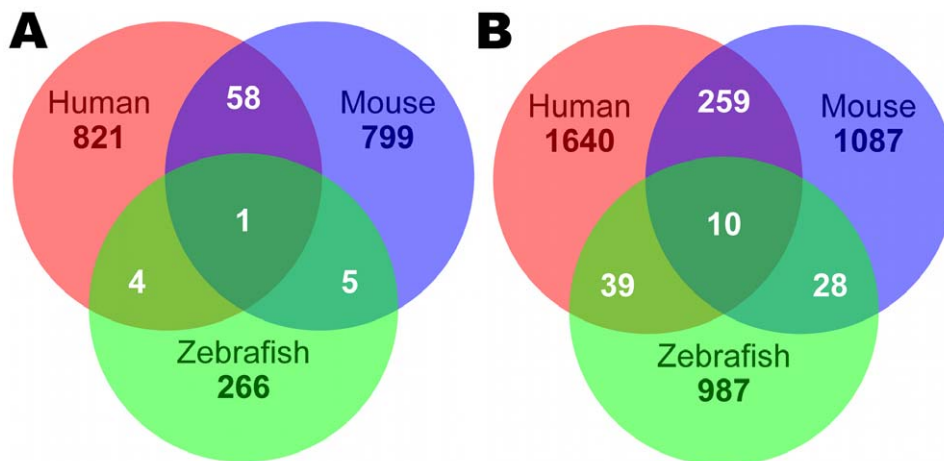 A
Human
821
58
Mouse
799
1
4
5
Zebrafish
266
B
Human
1640
259
Mouse
1087
10
39
28
Zebrafish
987